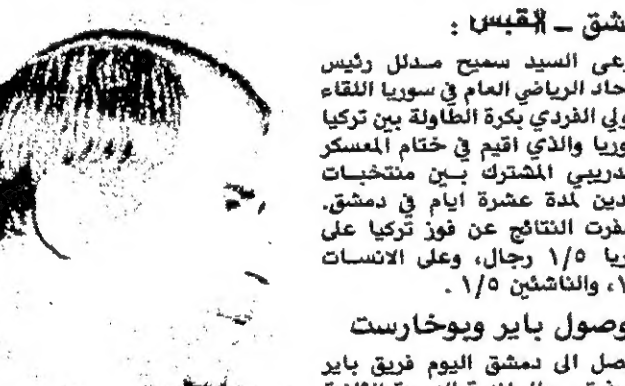 شق ـ القبس :
رعى السيد سميح مدلل رئيس
حاد الرياضي العام في سوريا اللقاء
ولي الفردي بكرة الطاولة بين تركيا
وريا والذي اقيم في ختام المعسكر
دريبي المشترك بين منتخبات
دين لمدة عشرة ايام في دمشق.
سفرت النتائج عن فوز تركيا على
ريا ١/٥ رجال، وعلى الانسات
١، والناشئين ١/٥ .
وصول باير وبوخارست
صل الى دمشق اليوم فريق باير